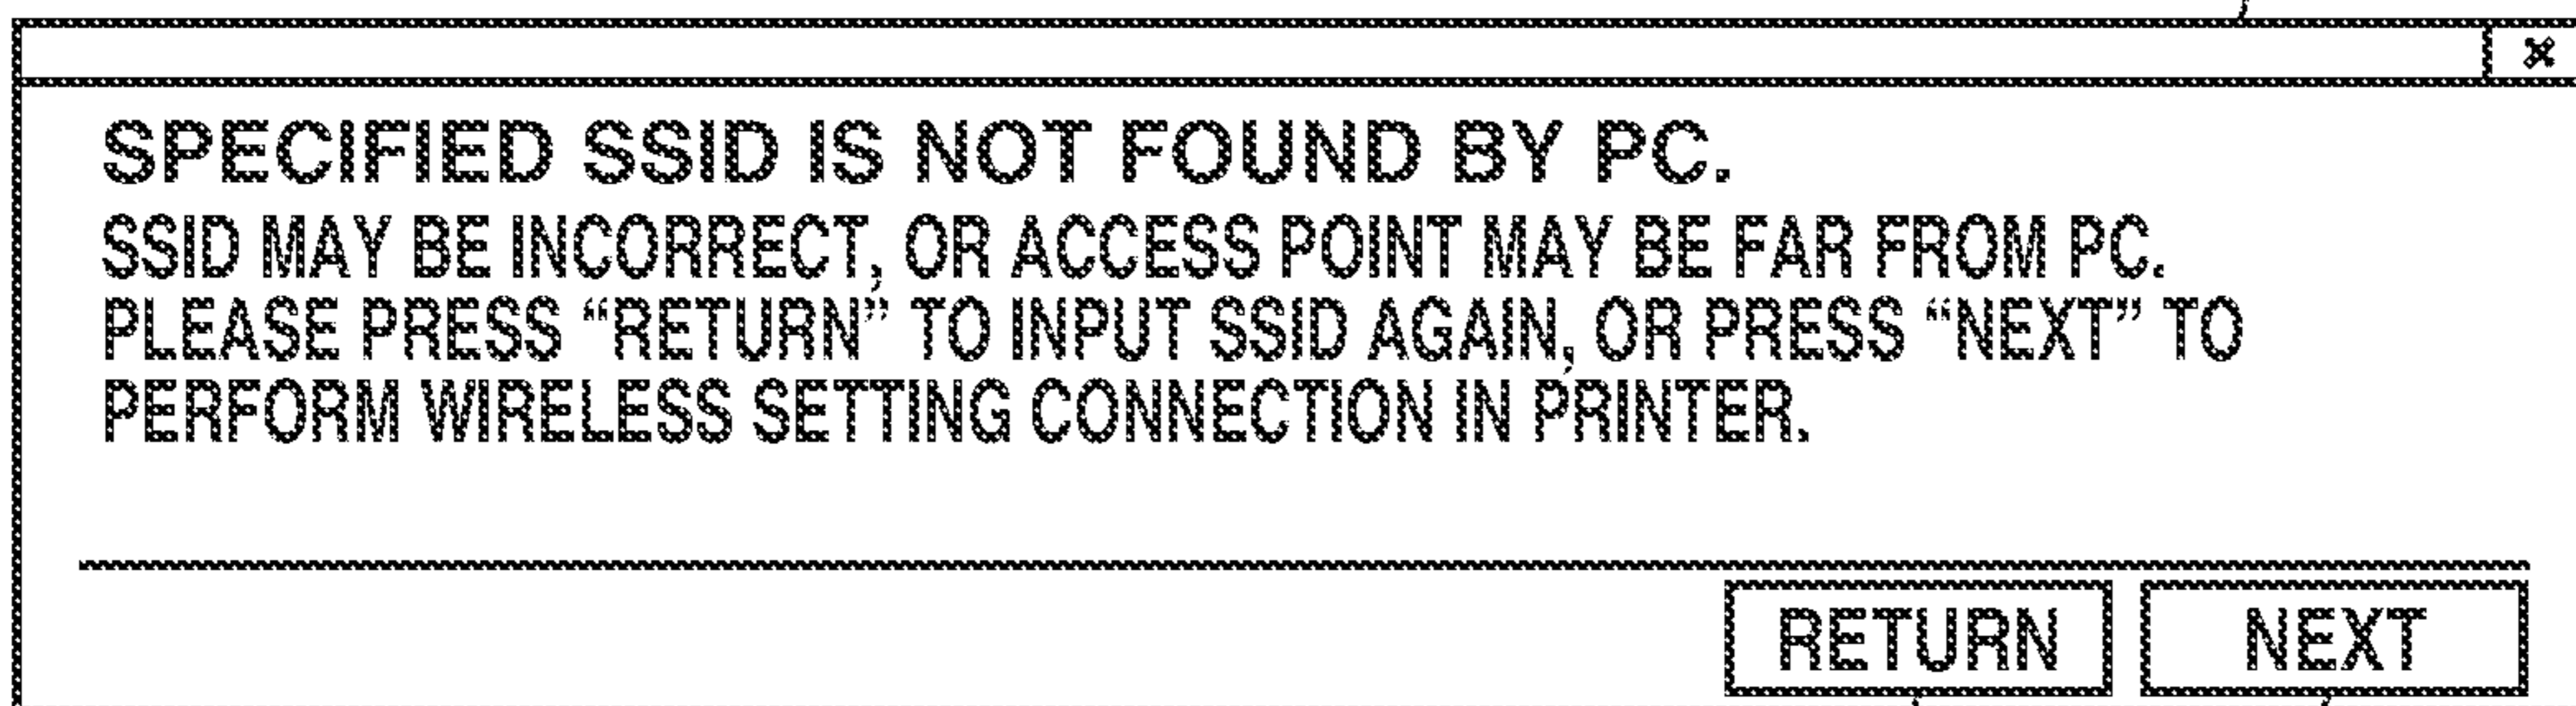 SPECIFIED SSID IS NOT FOUND BY PC.
SSID MAY BE INCORRECT, OR ACCESS POINT MAY BE FAR FROM PC.
PLEASE PRESS “RETURN” TO INPUT SSID AGAIN, OR PRESS “NEXT” TO
PERFORM WIRELESS SETTING CONNECTION IN PRINTER.
RETURN NEXT